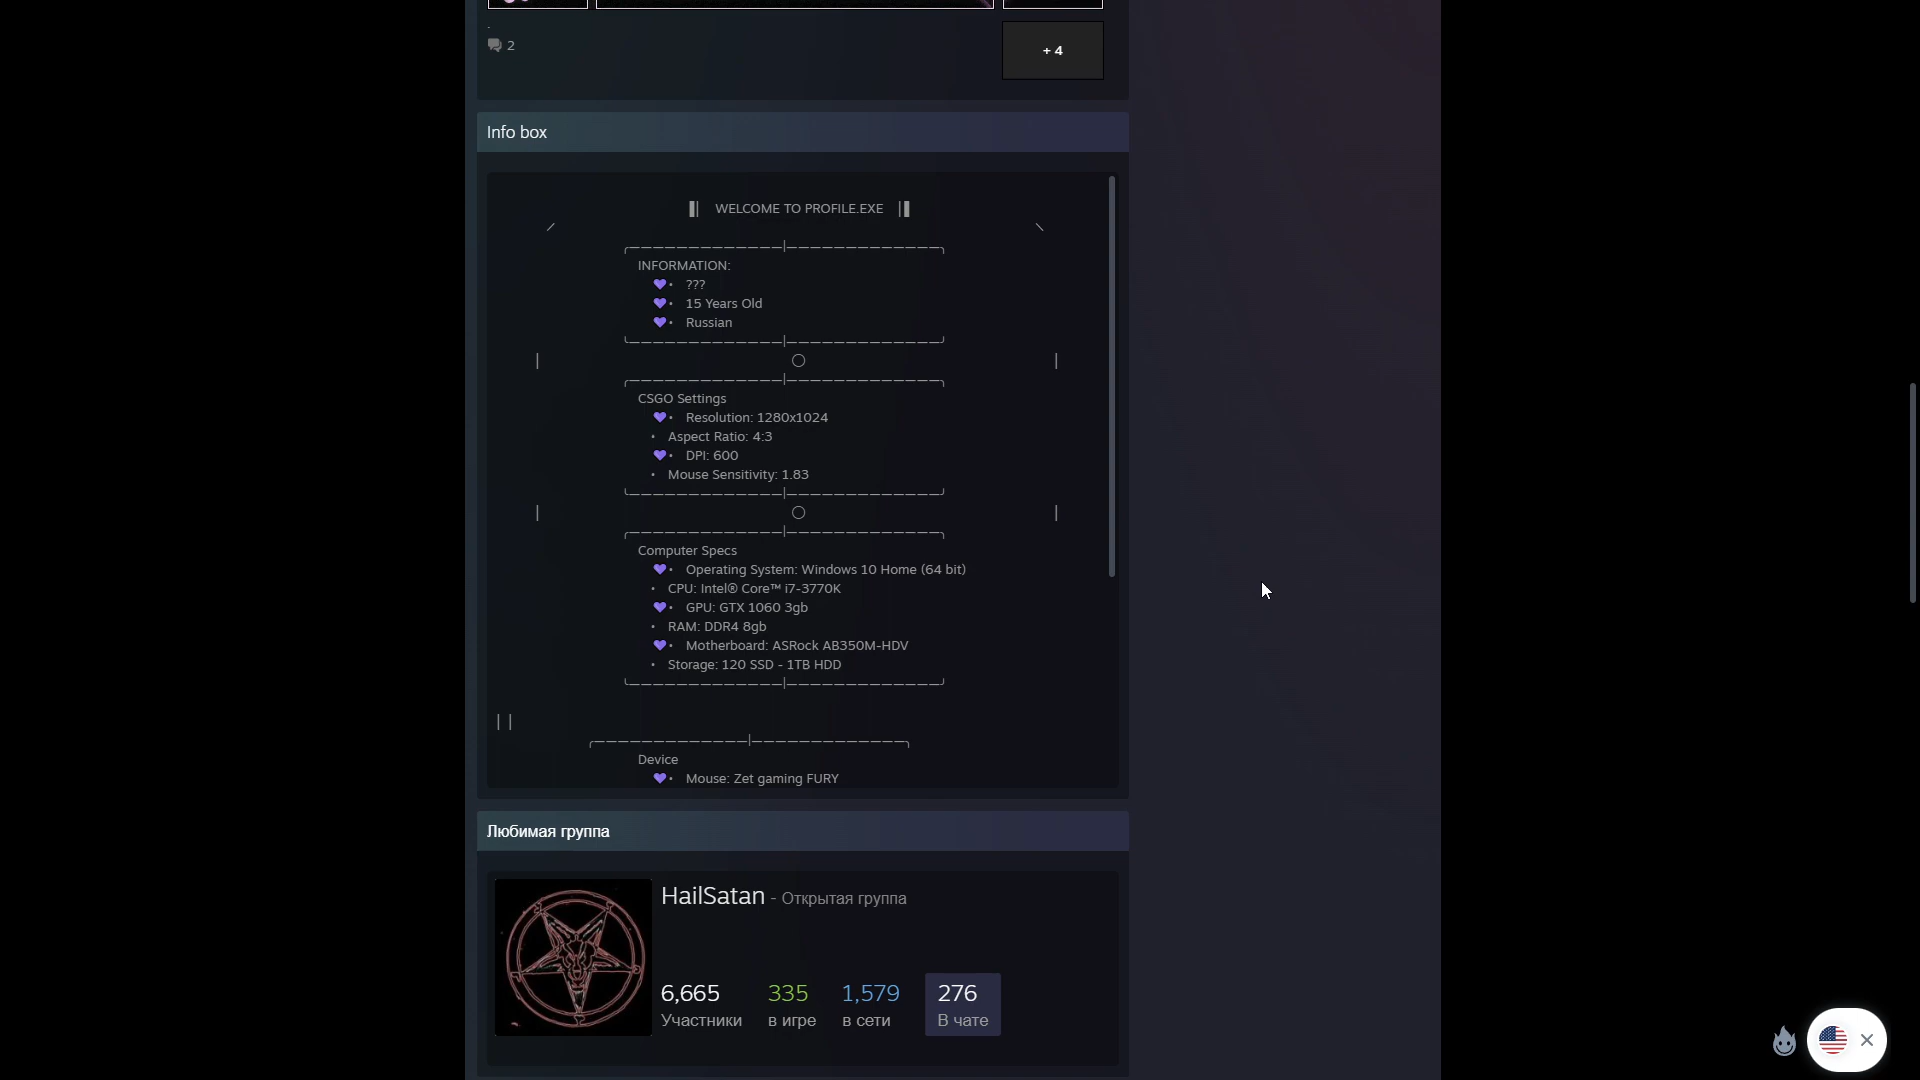 2
+ 4
Info box
WELCOME TO PROFILE.EXE
INFORMATION:
• ???
• 15 Years Old
• Russian
CSGO Settings
• Resolution: 1280x1024
• Aspect Ratio: 4:3
• DPI: 600
• Mouse Sensitivity: 1.83
Computer Specs
• Operating System: Windows 10 Home (64 bit)
• CPU: Intel® Core™ i7-3770K
• GPU: GTX 1060 3gb
• RAM: DDR4 8gb
• Motherboard: ASRock AB350M-HDV
• Storage: 120 SSD - 1TB HDD
Device
• Mouse: Zet gaming FURY
Любимая группа
HailSatan - Открытая группа
6,665 335 1,579 276
Участники в игре в сети В чате